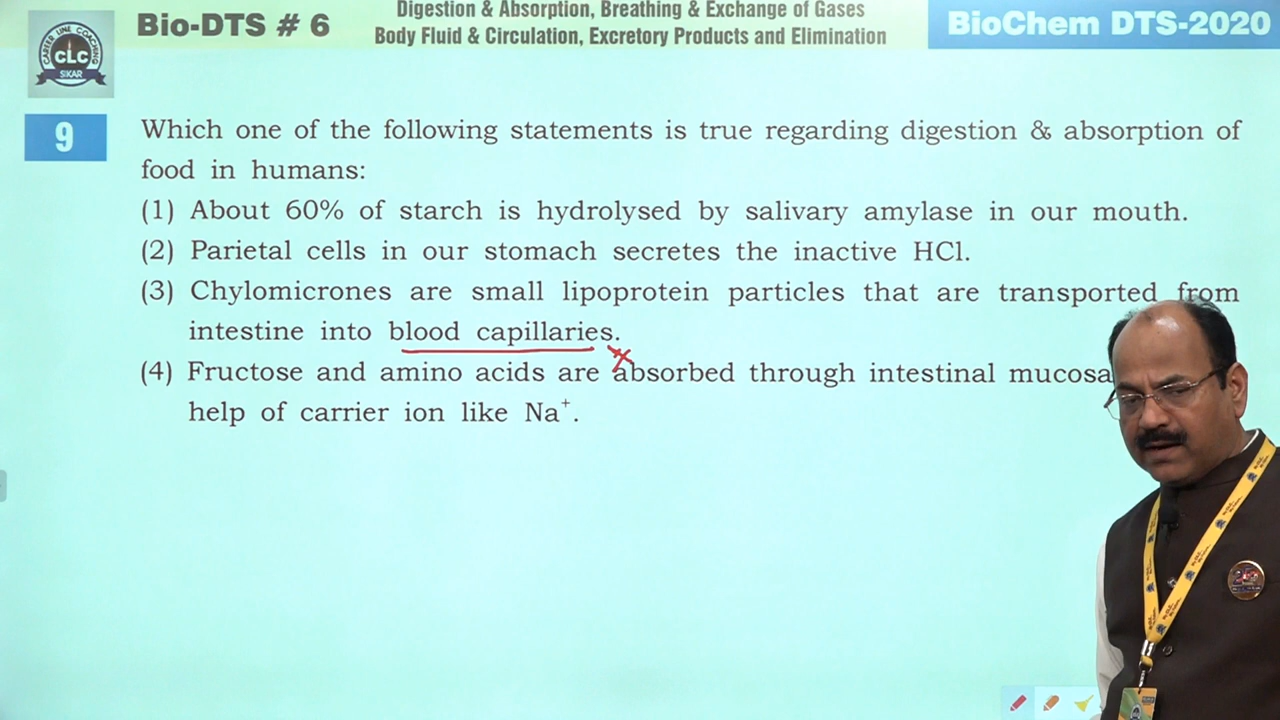 Bio-DTS # 6
Digestion & Absorption, Breathing & Exchange of Gases
Body Fluid & Circulation, Excretory Products and Elimination
BioChem DTS-2020
CAREER LINE COACHING
CLC
SIKAR
9
Which one of the following statements is true regarding digestion & absorption of
food in humans:
(1) About 60% of starch is hydrolysed by salivary amylase in our mouth.
(2) Parietal cells in our stomach secretes the inactive HCl.
(3) Chylomicrones are small lipoprotein particles that are transported from
intestine into blood capillaries.
(4) Fructose and amino acids are absorbed through intestinal mucosa
help of carrier ion like Na⁺.